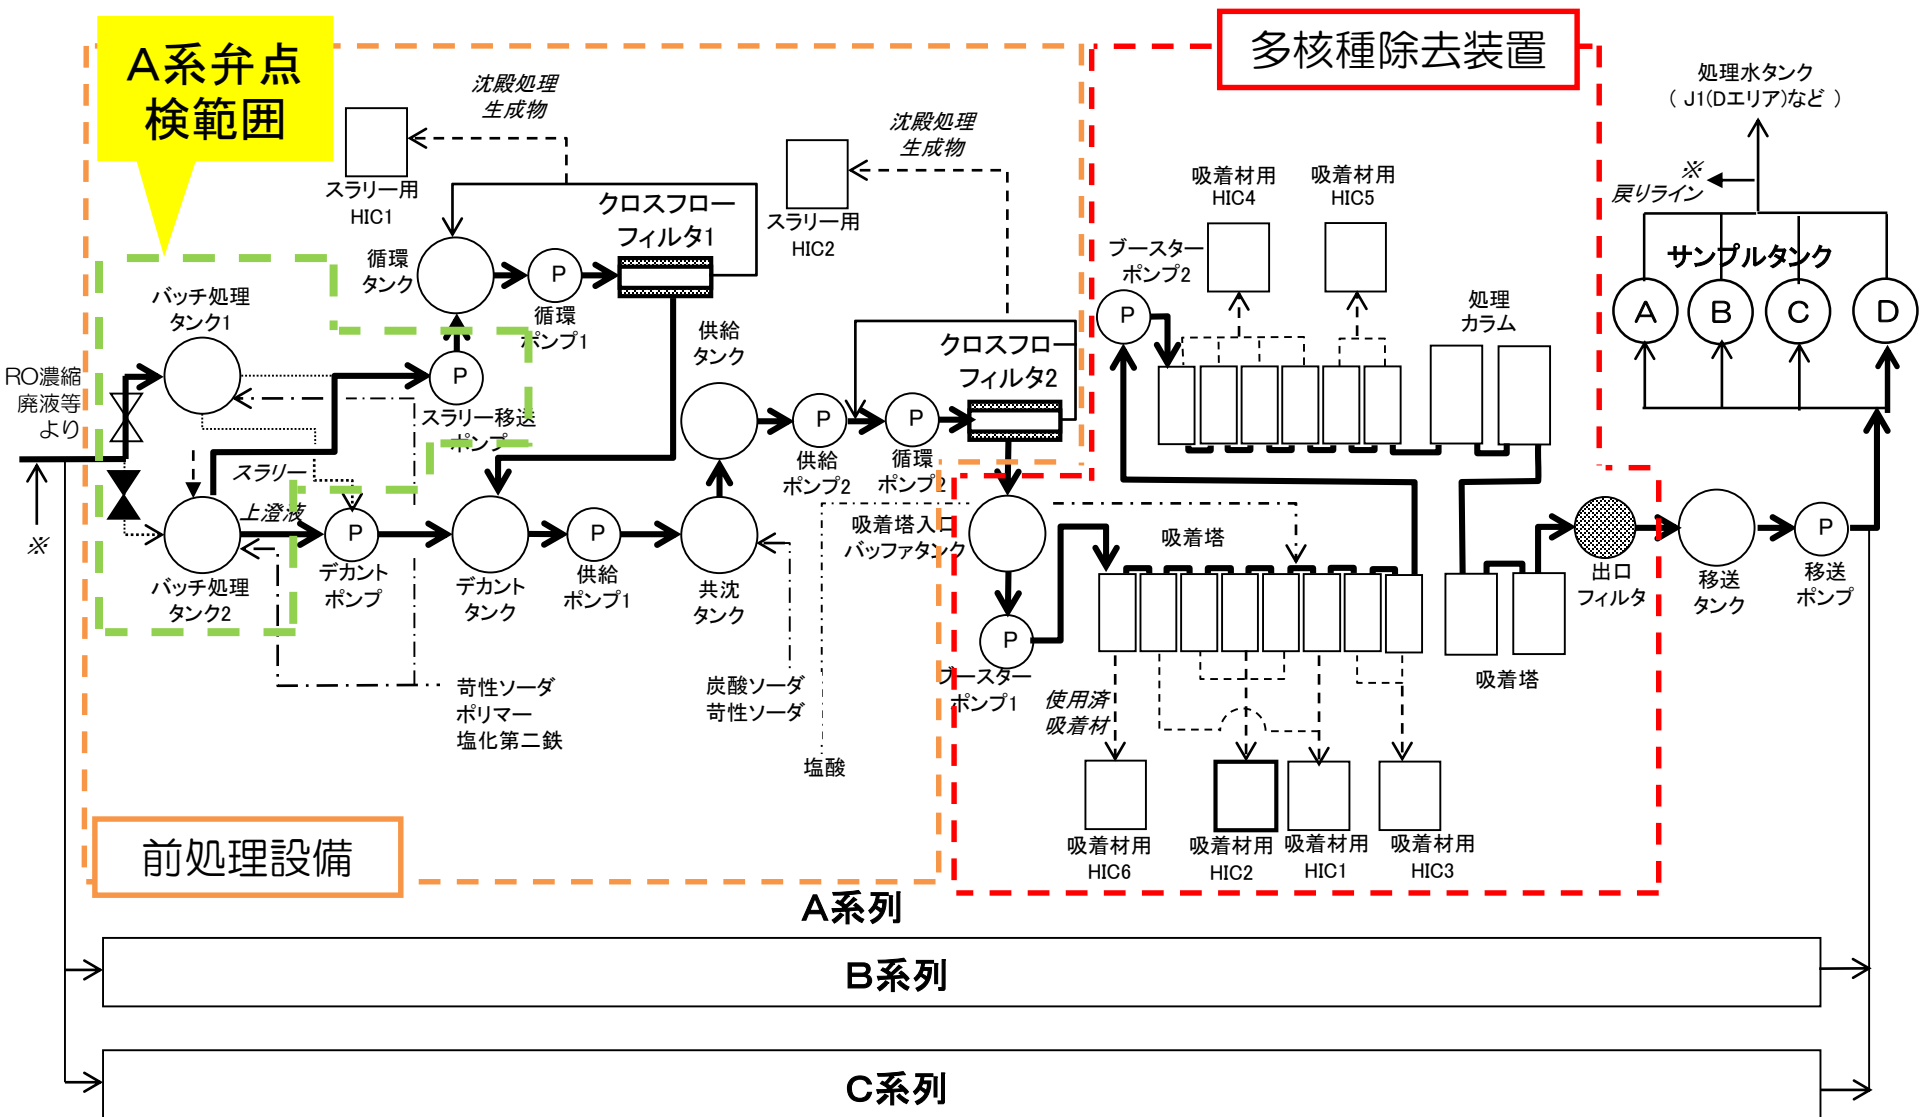 A系弁点
検範囲
多核種除去装置
処理水タンク
( J1(Dエリア)など )
※
戻りライン
サンプルタンク
A
B
C
D
沈殿処理
生成物
スラリー用
HIC1
クロスフロー
フィルタ1
循環
タンク
P
循環
ポンプ1
沈殿処理
生成物
スラリー用
HIC2
吸着材用
HIC4
吸着材用
HIC5
ブースター
ポンプ2
P
処理
カラム
バッチ処理
タンク1
RO濃縮
廃液等
より
※
P
スラリー移送
ポンプ
スラリー
上澄液
バッチ処理
タンク2
P
デカント
ポンプ
デカント
タンク
P
供給
ポンプ1
共沈
タンク
供給
タンク
P
供給
ポンプ2
P
循環
ポンプ2
クロスフロー
フィルタ2
吸着塔入口
バッファタンク
P
ブースター
ポンプ1
吸着塔
吸着塔
出口
フィルタ
移送
タンク
P
移送
ポンプ
苛性ソーダ
ポリマー
塩化第二鉄
炭酸ソーダ
苛性ソーダ
塩酸
使用済
吸着材
吸着材用
HIC6
吸着材用
HIC2
吸着材用
HIC1
吸着材用
HIC3
前処理設備
A系列
B系列
C系列